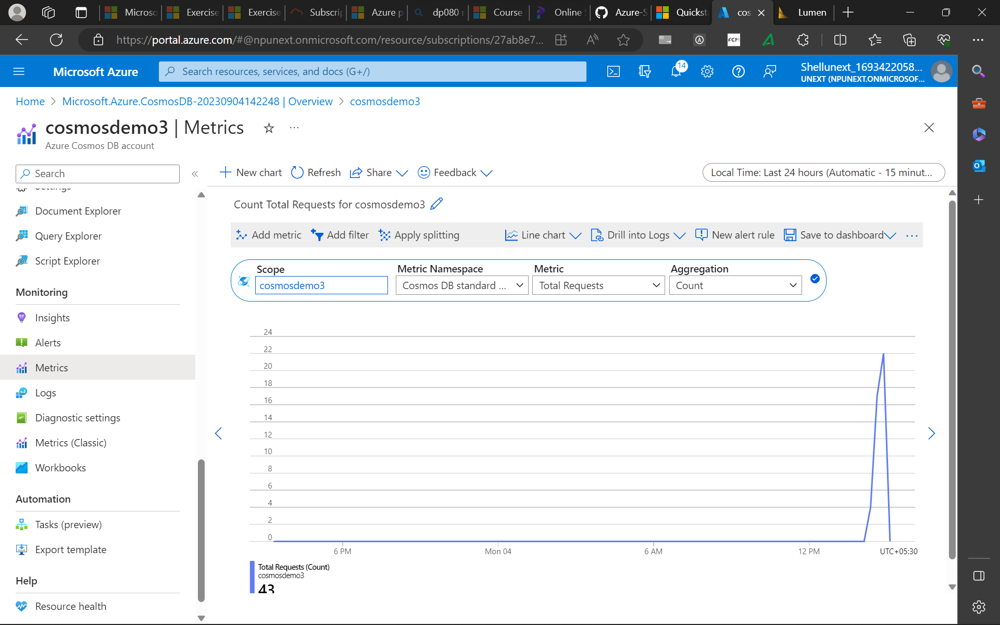 Microso
Exercise
Exercise
Subscrip
Azure p
dp080 r
Course
Online
Azure-S
Quicksta
cos
Lumen
https://portal.azure.com/#@npunext.onmicrosoft.com/resource/subscriptions/27ab8e7...
Microsoft Azure
Search resources, services, and docs (G+/)
14
Shellunext_1693422058...
UNEXT (NPUNEXT.ONMICROSOF...
Home > Microsoft.Azure.CosmosDB-20230904142248 | Overview > cosmosdemo3
cosmosdemo3 | Metrics
Azure Cosmos DB account
Search
Settings
Document Explorer
Query Explorer
Script Explorer
Monitoring
Insights
Alerts
Metrics
Logs
Diagnostic settings
Metrics (Classic)
Workbooks
Automation
Tasks (preview)
Export template
Help
Resource health
New chart Refresh Share Feedback
Local Time: Last 24 hours (Automatic - 15 minut...
Count Total Requests for cosmosdemo3
Add metric Add filter Apply splitting Line chart Drill into Logs New alert rule Save to dashboard
Scope Metric Namespace Metric Aggregation
cosmosdemo3 Cosmos DB standard ... Total Requests Count
24
22
20
18
16
14
12
10
8
6
4
2
0
6 PM Mon 04 6 AM 12 PM UTC+05:30
Total Requests (Count)
cosmosdemo3
43